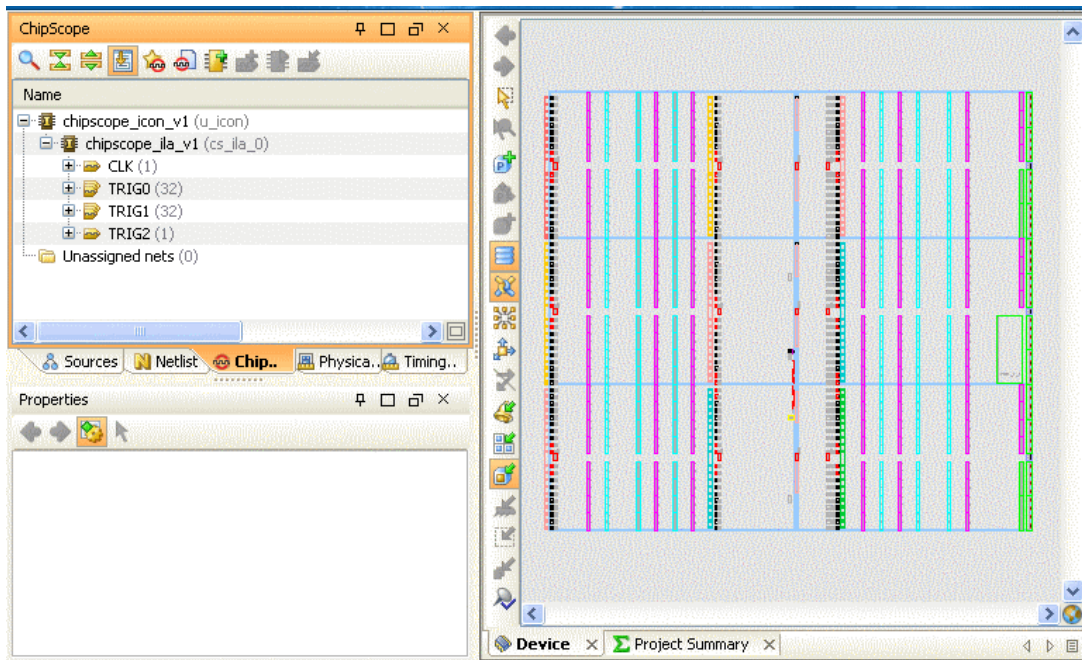 ChipScope
Name
chipscope_icon_v1 (u_icon)
chipscope_ila_v1 (cs_ila_0)
CLK (1)
TRIG0 (32)
TRIG1 (32)
TRIG2 (1)
Unassigned nets (0)
Sources Netlist Chip.. Physica.. Timing..
Properties
Device Project Summary